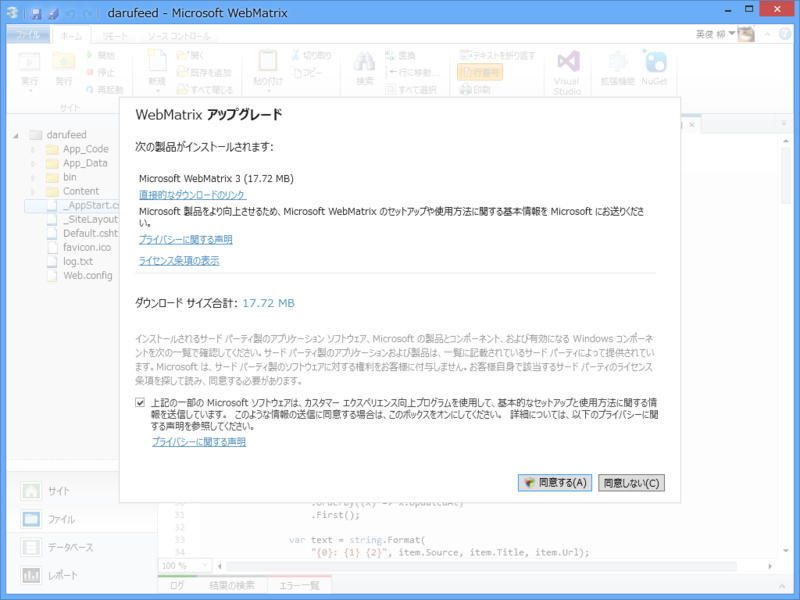 darufeed - Microsoft WebMatrix
ファイル ホーム リモート ソース コントロール
英俊 柳
実行 発行 開始 停止 再起動
サイト
新規 開く 既存を追加 すべて閉じる
貼り付け 切り取り コピー
検索 置換 行に移動... すべて選択
テキストを折り返す 行番号 印刷
Visual Studio
拡張機能 NuGet
darufeed
App_Code
App_Data
bin
Content
_AppStart.cs
_SiteLayout
Default.csht
favicon.ico
log.txt
Web.config
WebMatrix アップグレード
次の製品がインストールされます:
Microsoft WebMatrix 3 (17.72 MB)
直接的なダウンロードのリンク
Microsoft 製品をより向上させるため、Microsoft WebMatrix のセットアップや使用方法に関する基本情報を Microsoft にお送りくださ
い。
プライバシーに関する声明
ライセンス条項の表示
ダウンロード サイズ合計: 17.72 MB
インストールされるサード パーティ製のアプリケーション ソフトウェア、Microsoft の製品とコンポーネント、および有効になる Windows コンポーネ
ントを次の一覧で確認してください。サード パーティ製のアプリケーションおよび製品は、一覧に記載されているサード パーティによって提供されてい
ます。Microsoft は、サード パーティ製のソフトウェアに対する権利をお客様に付与しません。お客様自身で該当するサード パーティのライセンス
条項を探して読み、同意する必要があります。
上記の一部の Microsoft ソフトウェアは、カスタマー エクスペリエンス向上プログラムを使用して、基本的なセットアップと使用方法に関する情
報を送信しています。 このような情報の送信に同意する場合は、このボックスをオンにしてください。 詳細については、以下のプライバシーに関
する声明を参照してください。
プライバシーに関する声明
同意する(A) 同意しない(C)
サイト
ファイル
データベース
レポート
30 .OrderBy((x) => x.UpdatedAt)
31 .First();
32
33 var text = string.Format(
34 "{0}: {1} {2}", item.Source, item.Title, item.Url);
100 %
ログ 結果の検索 エラー一覧